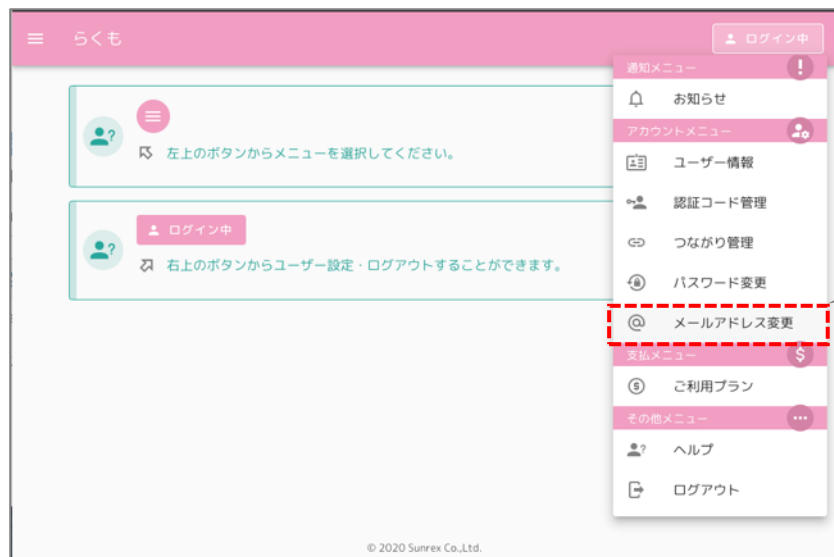 らくも
ログイン中
左上のボタンからメニューを選択してください。
ログイン中
右上のボタンからユーザー設定・ログアウトすることができます。
通知メニュー
お知らせ
アカウントメニュー
ユーザー情報
認証コード管理
つながり管理
パスワード変更
メールアドレス変更
支払メニュー
ご利用プラン
その他メニュー
ヘルプ
ログアウト
© 2020 Sunrex Co.,Ltd.